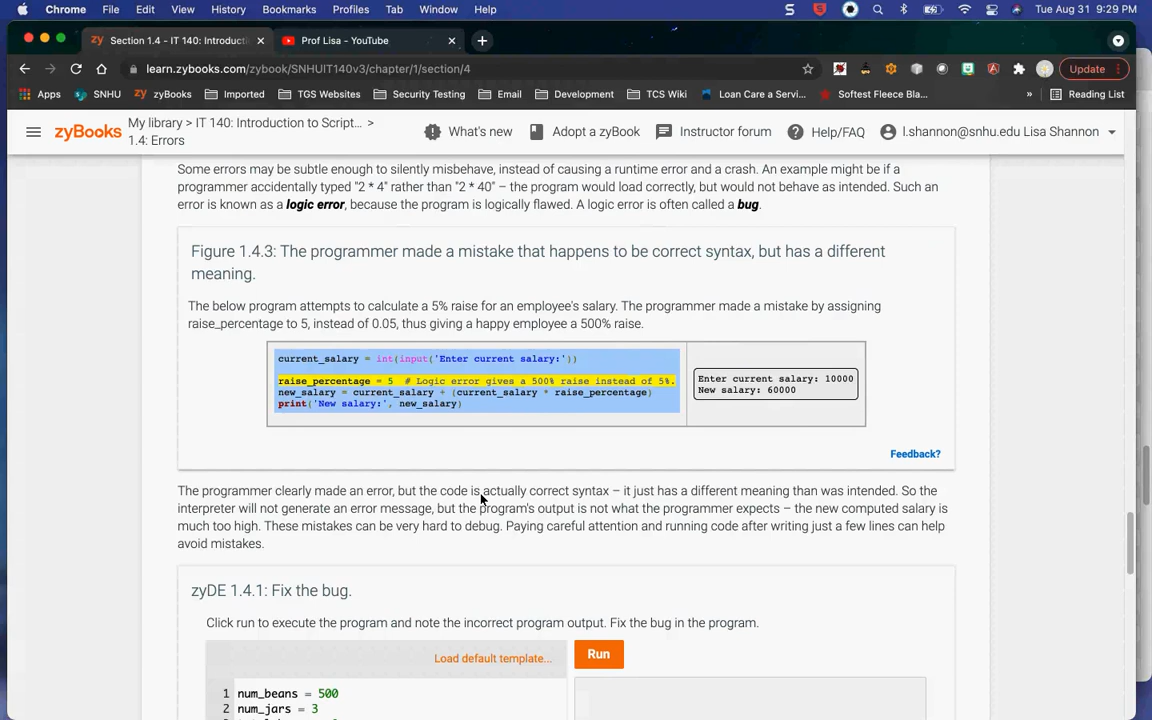 Chrome File Edit View History Bookmarks Profiles Tab Window Help Tue Aug 31 9:29 PM
zy Section 1.4 - IT 140: Introducti Prof Lisa - YouTube
learn.zybooks.com/zybook/SNHUIT140v3/chapter/1/section/4 Update
Apps SNHU zy zyBooks Imported TGS Websites Security Testing Email Development TCS Wiki Loan Care a Servi... Softest Fleece Bla... » Reading List
zyBooks My library > IT 140: Introduction to Script... > What's new Adopt a zyBook Instructor forum Help/FAQ l.shannon@snhu.edu Lisa Shannon
1.4: Errors
Some errors may be subtle enough to silently misbehave, instead of causing a runtime error and a crash. An example might be if a
programmer accidentally typed "2 * 4" rather than "2 * 40" – the program would load correctly, but would not behave as intended. Such an
error is known as a logic error, because the program is logically flawed. A logic error is often called a bug.
Figure 1.4.3: The programmer made a mistake that happens to be correct syntax, but has a different
meaning.
The below program attempts to calculate a 5% raise for an employee's salary. The programmer made a mistake by assigning
raise_percentage to 5, instead of 0.05, thus giving a happy employee a 500% raise.
current_salary = int(input('Enter current salary:'))
raise_percentage = 5 # Logic error gives a 500% raise instead of 5%.
new_salary = current_salary + (current_salary * raise_percentage)
print('New salary:', new_salary)
Enter current salary: 10000
New salary: 60000
Feedback?
The programmer clearly made an error, but the code is actually correct syntax – it just has a different meaning than was intended. So the
interpreter will not generate an error message, but the program's output is not what the programmer expects – the new computed salary is
much too high. These mistakes can be very hard to debug. Paying careful attention and running code after writing just a few lines can help
avoid mistakes.
zyDE 1.4.1: Fix the bug.
Click run to execute the program and note the incorrect program output. Fix the bug in the program.
Load default template... Run
1 num_beans = 500
2 num_jars = 3